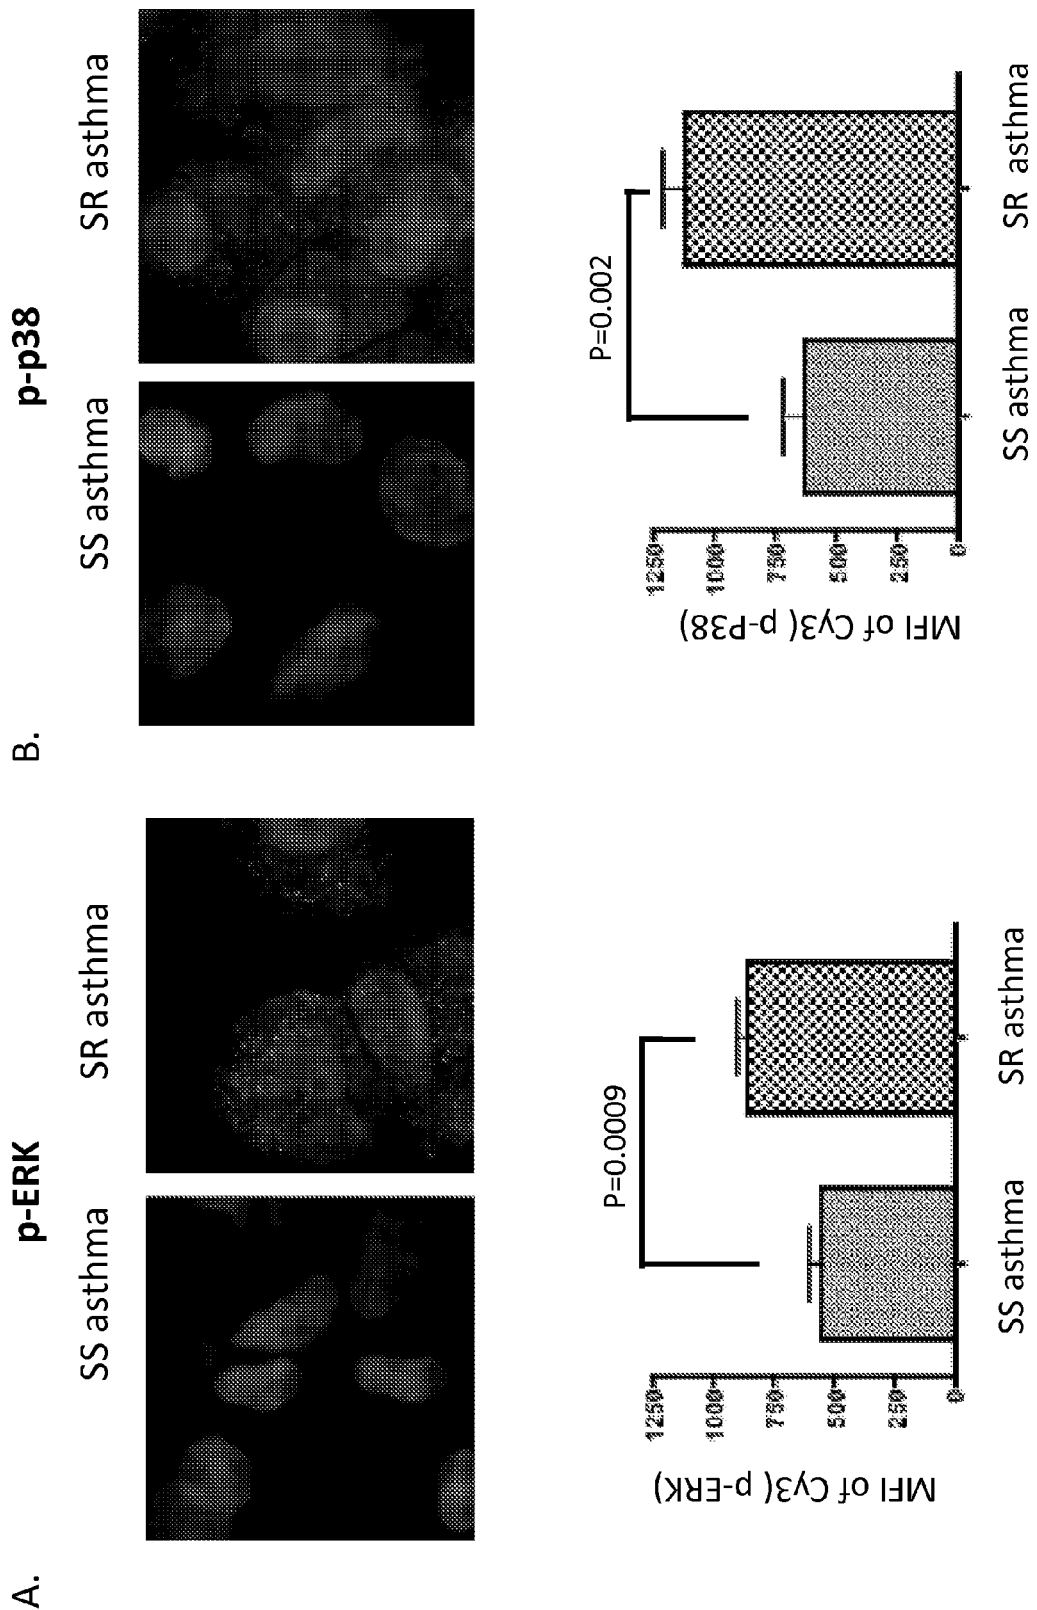 A.
p-ERK
SS asthma
SR asthma
MFI of Cy3( p-ERK)
1250
1000
750
500
250
0
P=0.0009
SS asthma
SR asthma
B.
p-p38
SS asthma
SR asthma
MFI of Cy3( p-P38)
1250
1000
750
500
250
0
P=0.002
SS asthma
SR asthma